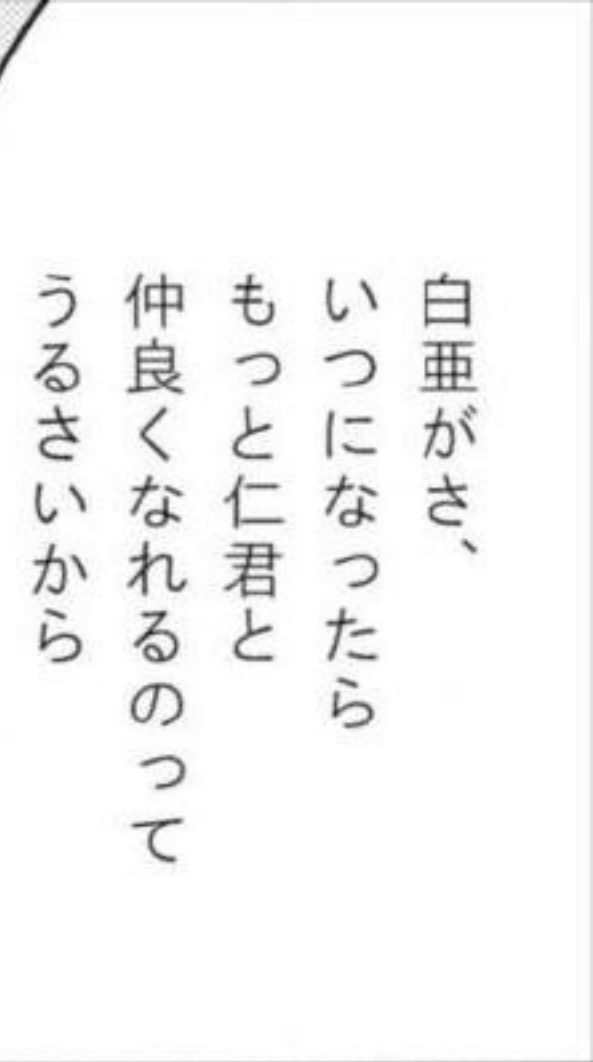 白亜がさ、
いつになったら
もっと仁君と
仲良くなれるのって
うるさいから